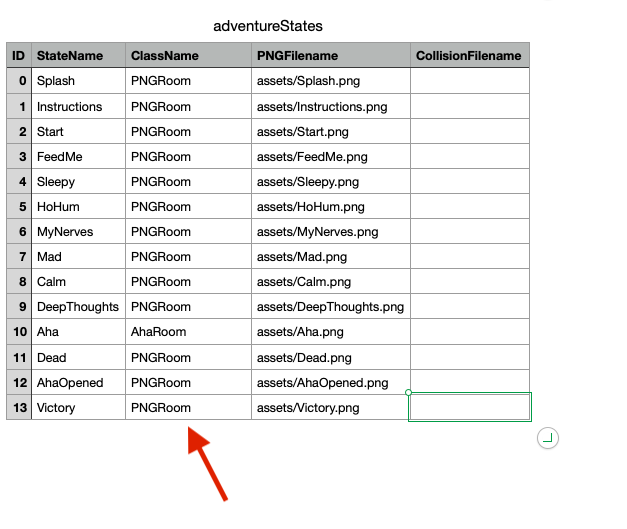 adventureStates
ID StateName ClassName PNGFilename CollisionFilename
0 Splash PNGRoom assets/Splash.png
1 Instructions PNGRoom assets/Instructions.png
2 Start PNGRoom assets/Start.png
3 FeedMe PNGRoom assets/FeedMe.png
4 Sleepy PNGRoom assets/Sleepy.png
5 HoHum PNGRoom assets/HoHum.png
6 MyNerves PNGRoom assets/MyNerves.png
7 Mad PNGRoom assets/Mad.png
8 Calm PNGRoom assets/Calm.png
9 DeepThoughts PNGRoom assets/DeepThoughts.png
10 Aha AhaRoom assets/Aha.png
11 Dead PNGRoom assets/Dead.png
12 AhaOpened PNGRoom assets/AhaOpened.png
13 Victory PNGRoom assets/Victory.png